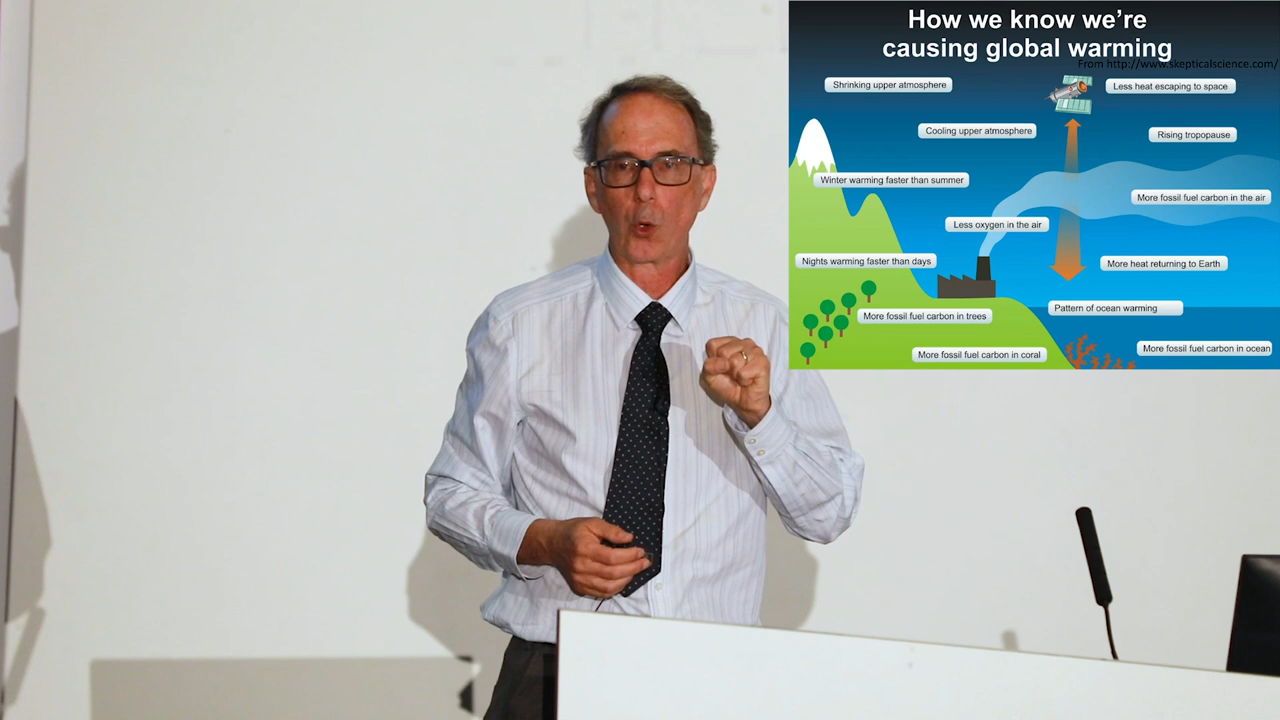 How we know we’re
causing global warming
From http://www.skepticalscience.com/
Shrinking upper atmosphere
Less heat escaping to space
Cooling upper atmosphere
Rising tropopause
Winter warming faster than summer
More fossil fuel carbon in the air
Less oxygen in the air
Nights warming faster than days
More heat returning to Earth
Pattern of ocean warming
More fossil fuel carbon in trees
More fossil fuel carbon in ocean
More fossil fuel carbon in coral